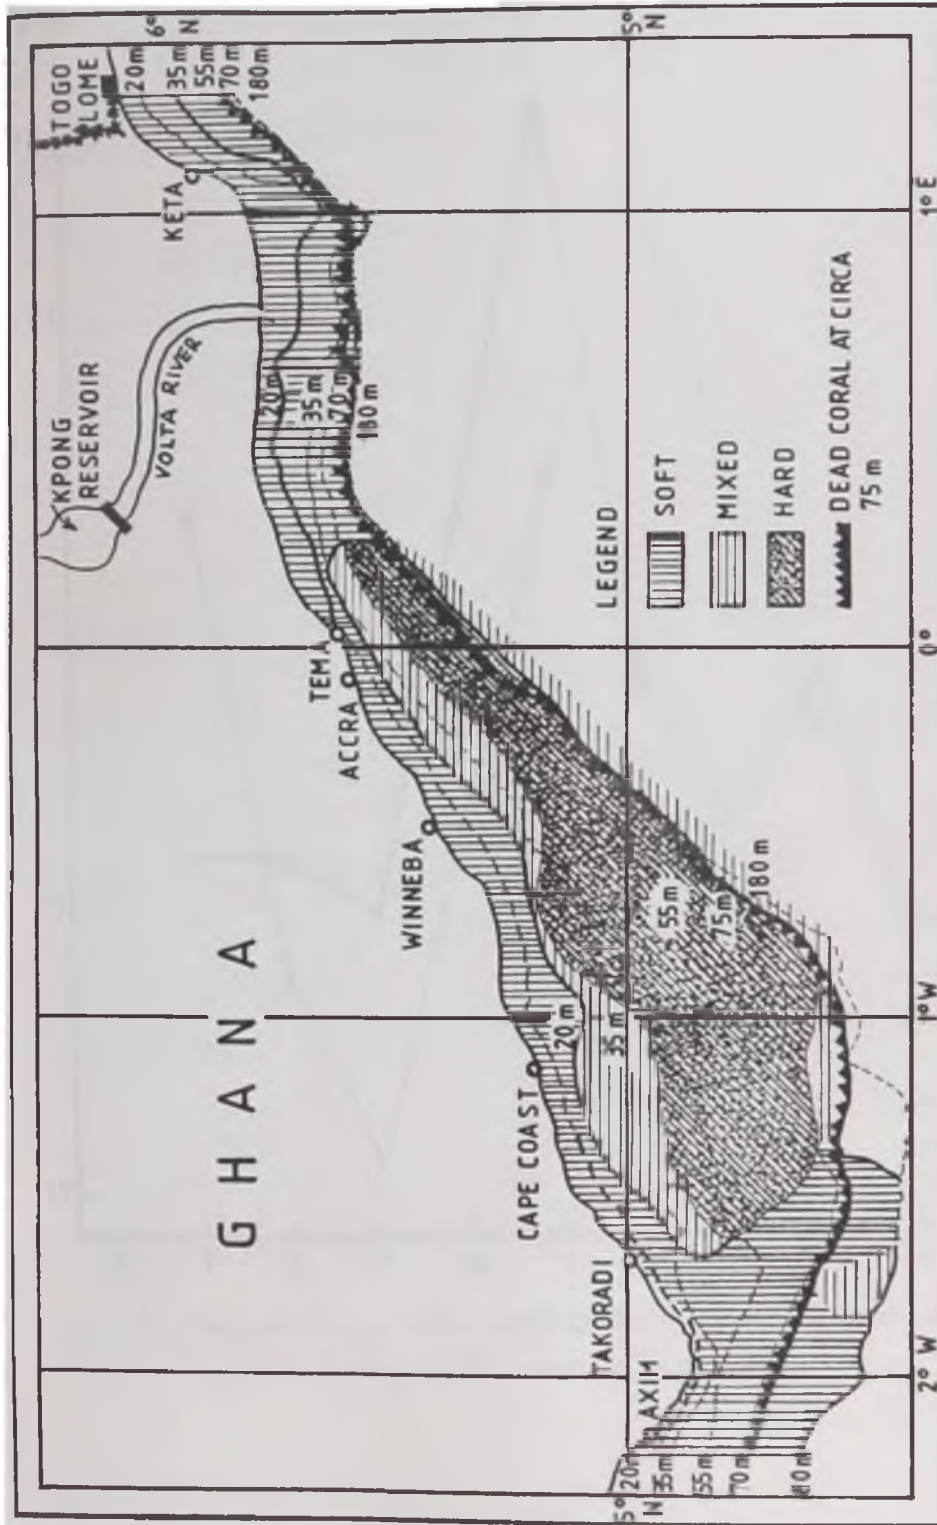 GHANA
KPONG
RESERVOIR
VOLTA RIVER
TOGO
LOME
KETA
TEMA
ACCRA
WINNEBA
CAPE COAST
TAKORADI
AXIM
6°
N
20m
35m
55m
70m
180m
20m
35m
70m
180m
20m
35m
55m
75m
180m
5°
N
20m
35m
55m
70m
5°
N
2° W
1°W
0°
1°E
LEGEND
SOFT
MIXED
HARD
DEAD CORAL AT CIRCA
75 m